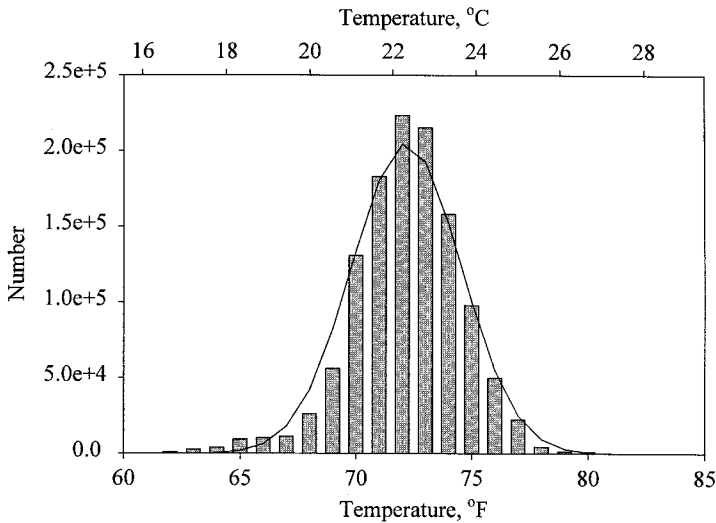 Temperature, °C
16 18 20 22 24 26 28
2.5e+5
2.0e+5
1.5e+5
1.0e+5
5.0e+4
0.0
Number
60 65 70 75 80 85
Temperature, °F